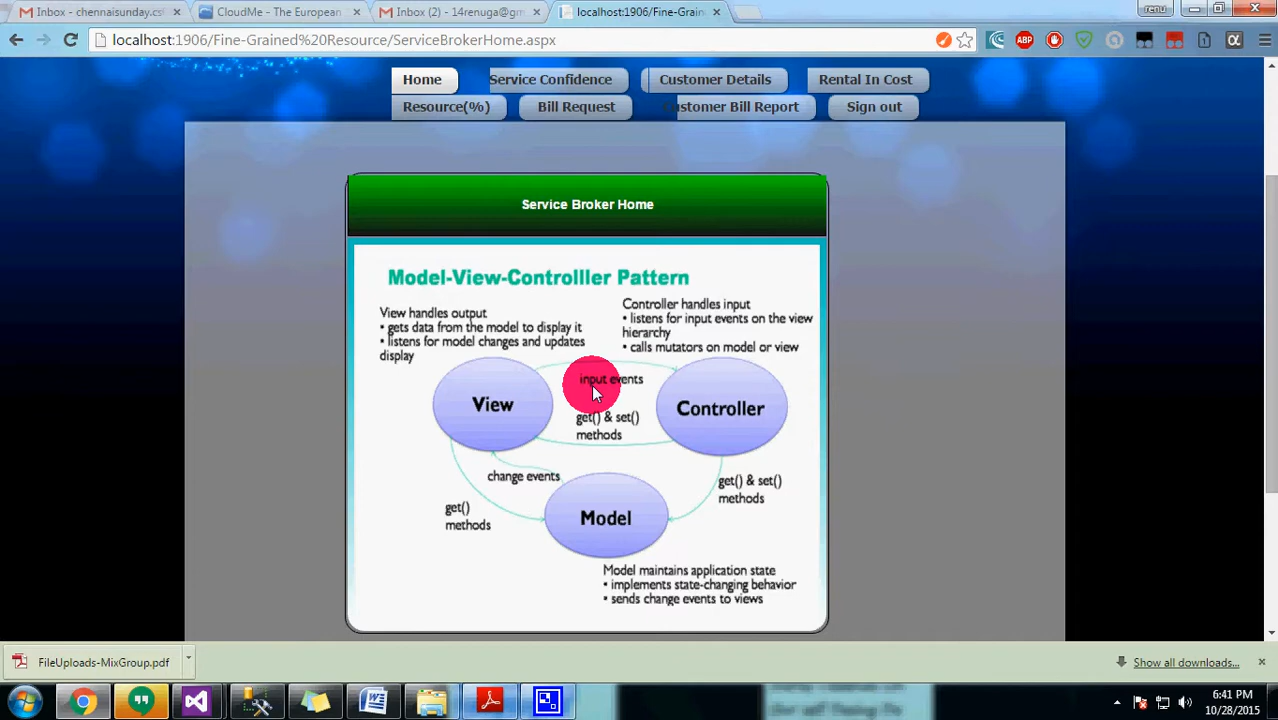 Inbox - chennaisunday.cs
CloudMe - The European
Inbox (2) - 14renuga@gm
localhost:1906/Fine-Grain
renu
localhost:1906/Fine-Grained%20Resource/ServiceBrokerHome.aspx
ABP
Home
Service Confidence
Customer Details
Rental In Cost
Resource(%)
Bill Request
Customer Bill Report
Sign out
Service Broker Home
Model-View-Controlller Pattern
View handles output
• gets data from the model to display it
• listens for model changes and updates
display
Controller handles input
• listens for input events on the view
hierarchy
• calls mutators on model or view
input events
View
Controller
get() & set()
methods
change events
get() & set()
methods
get()
methods
Model
Model maintains application state
• implements state-changing behavior
• sends change events to views
FileUploads-MixGroup.pdf
Show all downloads...
6:41 PM
10/28/2015